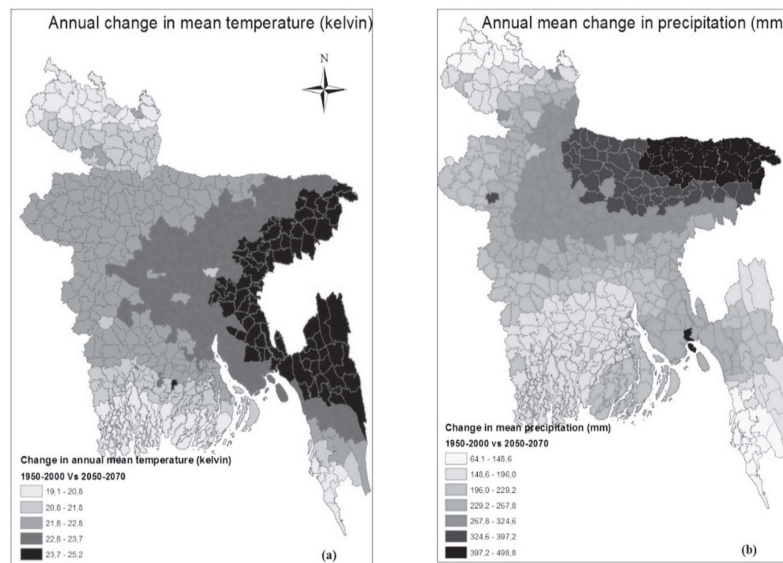 Annual change in mean temperature (kelvin)
N
Change in annual mean temperature (kelvin)
1950-2000 Vs 2050-2070
19,1 - 20,8
20,8 - 21,8
21,8 - 22,8
22,8 - 23,7
23,7 - 25,2
(a)
Annual mean change in precipitation (mm
Change in mean precipitation (mm)
1950-2000 vs 2050-2070
64,1 - 148,6
148,6 - 196,0
196,0 - 229,2
229,2 - 267,8
267,8 - 324,6
324,6 - 397,2
397,2 - 498,8
(b)